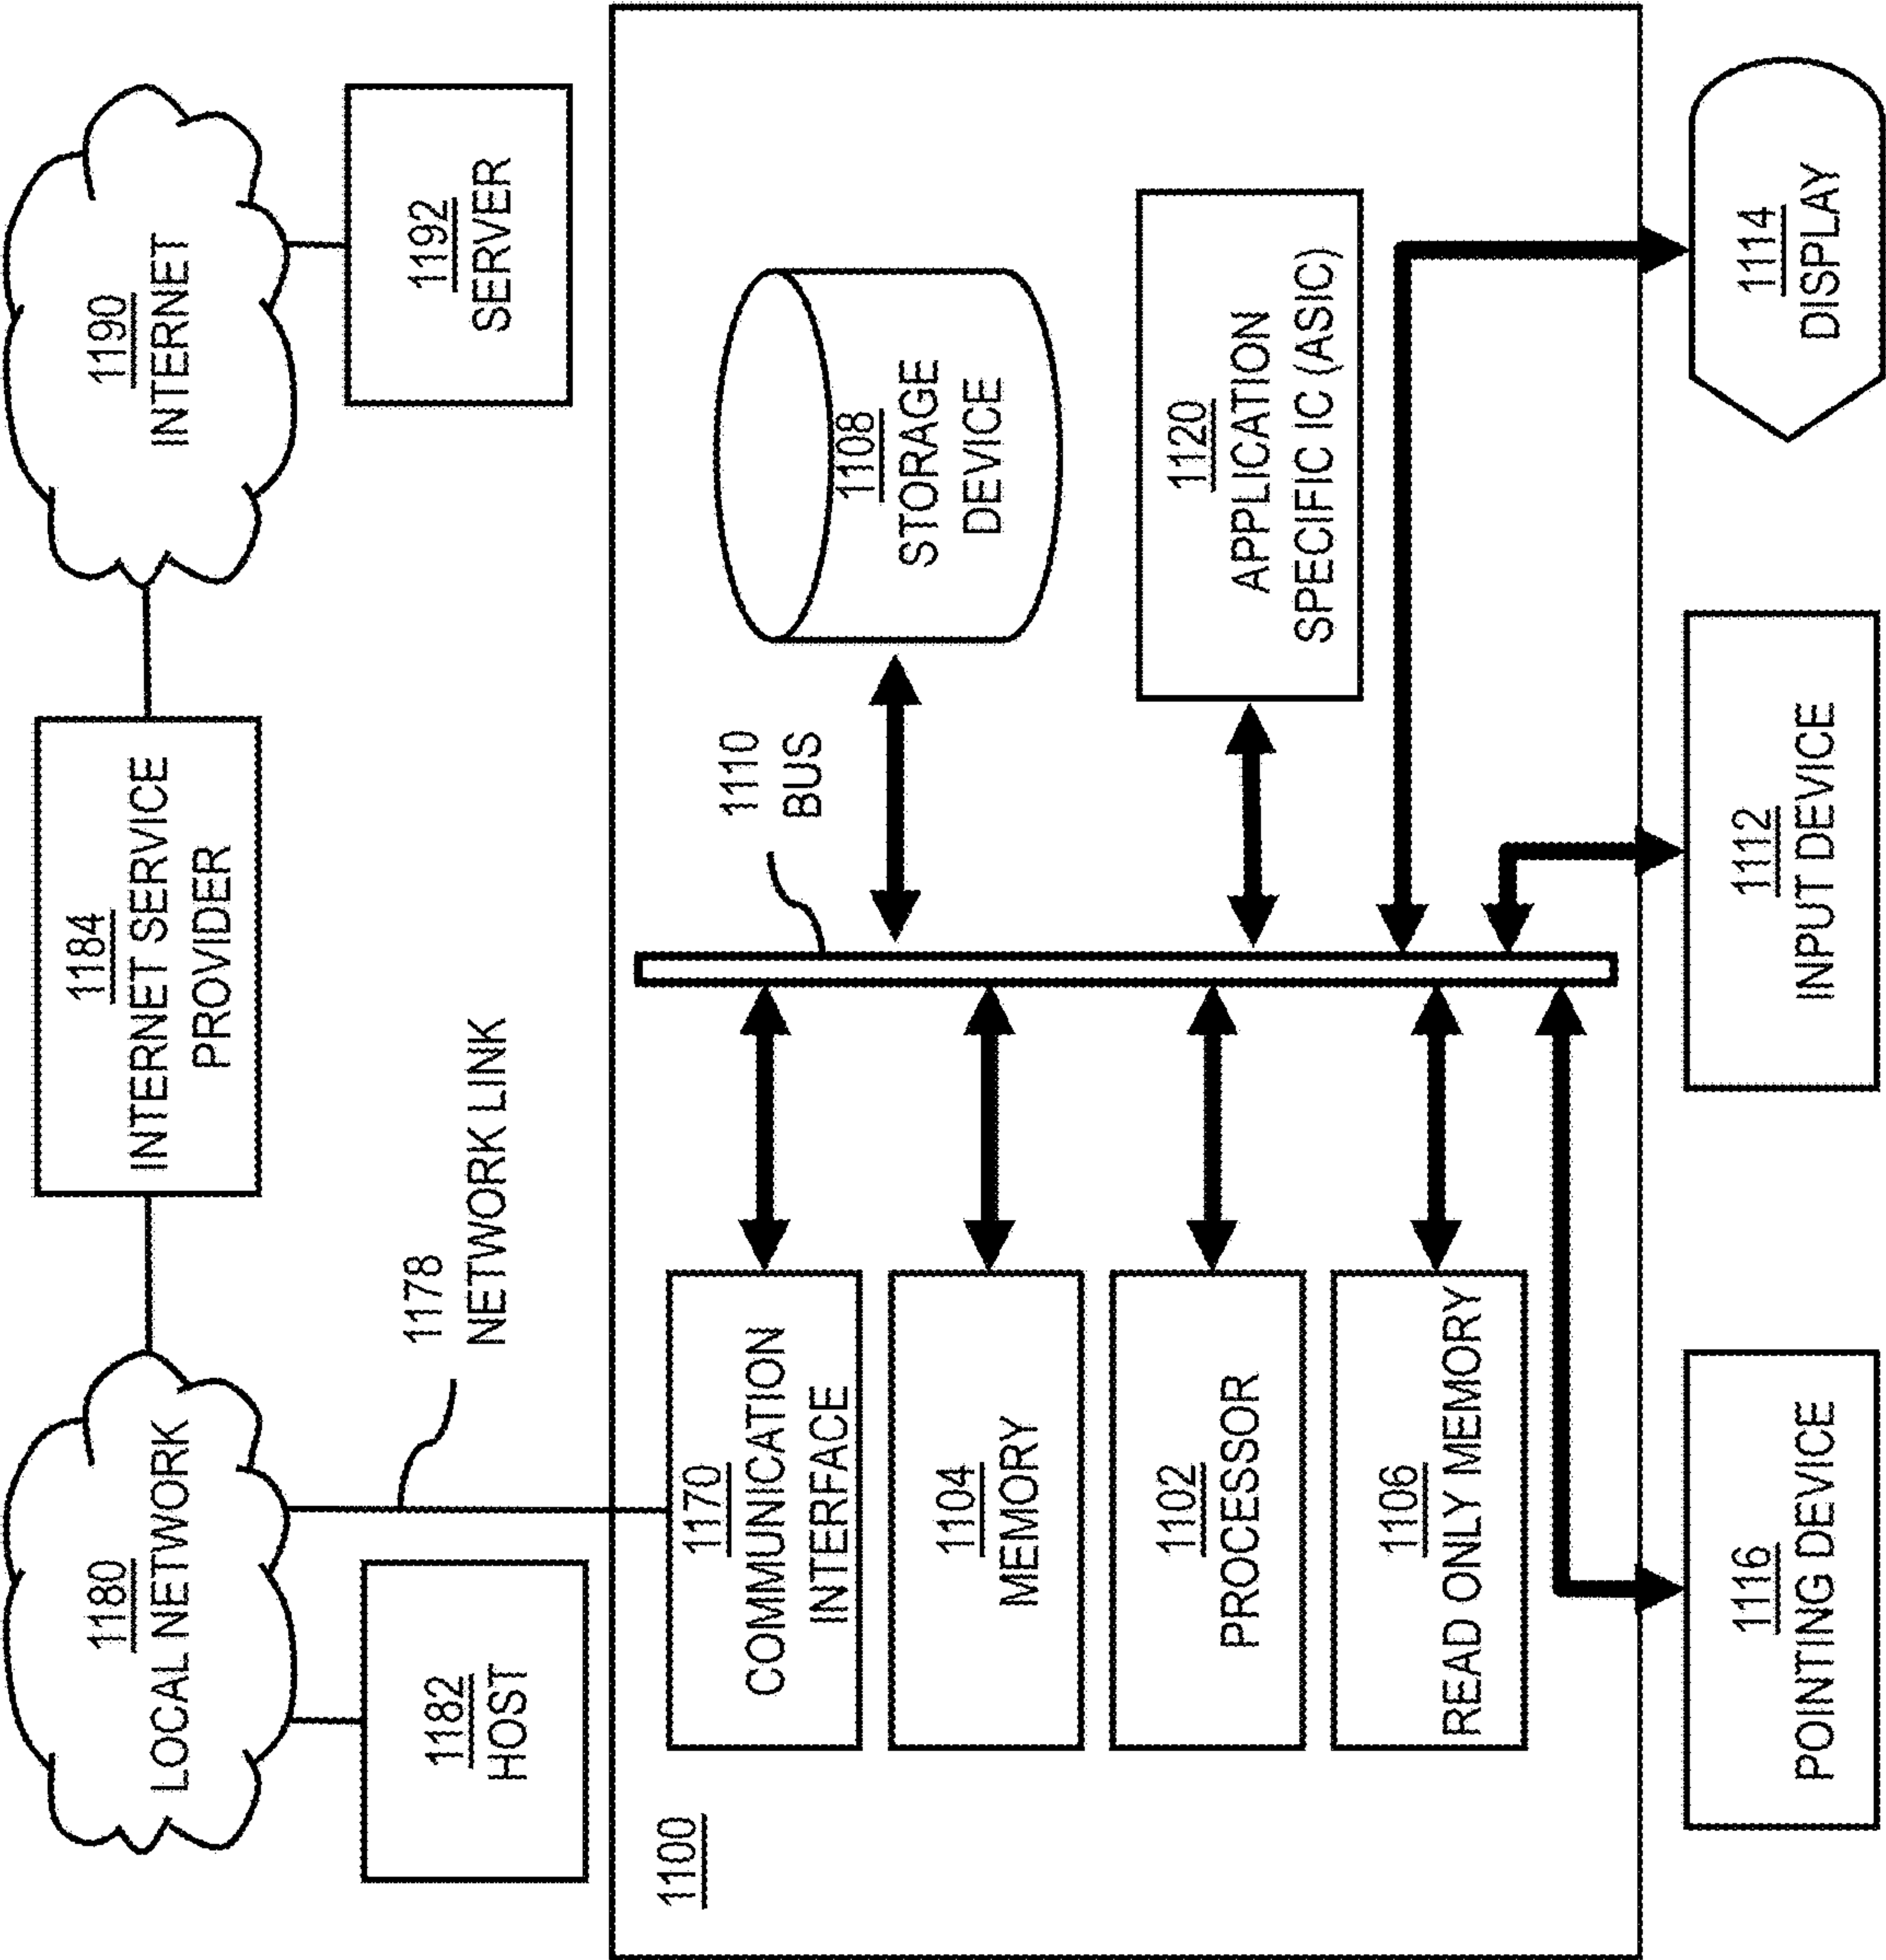 1180
LOCAL NETWORK
1184
INTERNET SERVICE
PROVIDER
1190
INTERNET
1182
HOST
1178
NETWORK LINK
1192
SERVER
1100
1170
COMMUNICATION
INTERFACE
1110
BUS
1108
STORAGE
DEVICE
1104
MEMORY
1102
PROCESSOR
1120
APPLICATION
SPECIFIC IC (ASIC)
1106
READ ONLY MEMORY
1116
POINTING DEVICE
1112
INPUT DEVICE
1114
DISPLAY